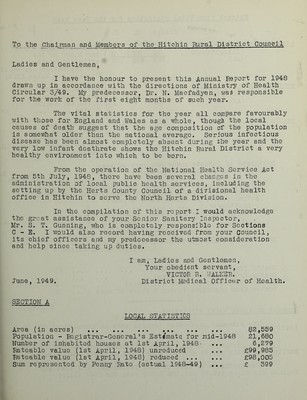 To the Chairman and Members of the Hitchin Rural District Council
Ladies and Gentlemen,
I have the honour to present this Annual Report for 1948
drawn up in accordance with the directions of Ministry of Health
Circular 3/49. My predecessor, Dr. H. MacFadyen, was responsible
for the work of the first eight months of such year.
The vital statistics for the year all compare favourably
with those for England and Wales as a whole, though the local
causes of death suggest that the age composition of the population
is somewhat older than the national average. Serious infectious
disease has been almost completely absent during the year and the
very low infant deathrate shows the Hitchin Rural District a very
healthy environment into which to be born.
From the operation of the National Health Service Act
from 5th July, 1948, there have been several changes in the
administration of local public health services, including the
setting up by the Herts County Council of a divisional health
office in Hitchin to serve the North Herts Division.
In the compilation of this report I would acknowledge
the great assistance of your Senior Sanitary Inspector,
Mr. S. T. Gunning, who is completely responsible for Sections
C - E. I would also record having received from your Council,
its chief officers and my predecessor the utmost consideration
and help since taking up duties.
I am, Ladies and Gentlemen,
Your obedient servant,
VICTOR R. WALKER.
June, 1949. District Medical Officer of Health.
SECTION A
LOCAL STATISTICS
Area (in acres) ... ... ... ... ... ... 62,559
Population - Registrar-General's Estimate for mid-1948 21,680
Number of inhabited houses at 1st April, 1948 ... 6,279
Rateable value (1st April, 1948) unreduced ... £99,985
Rateable value (1st April, 1948) reduced ... ... £98,000
Sum represented by Penny Rate (actual 1948-49) ... £ 399